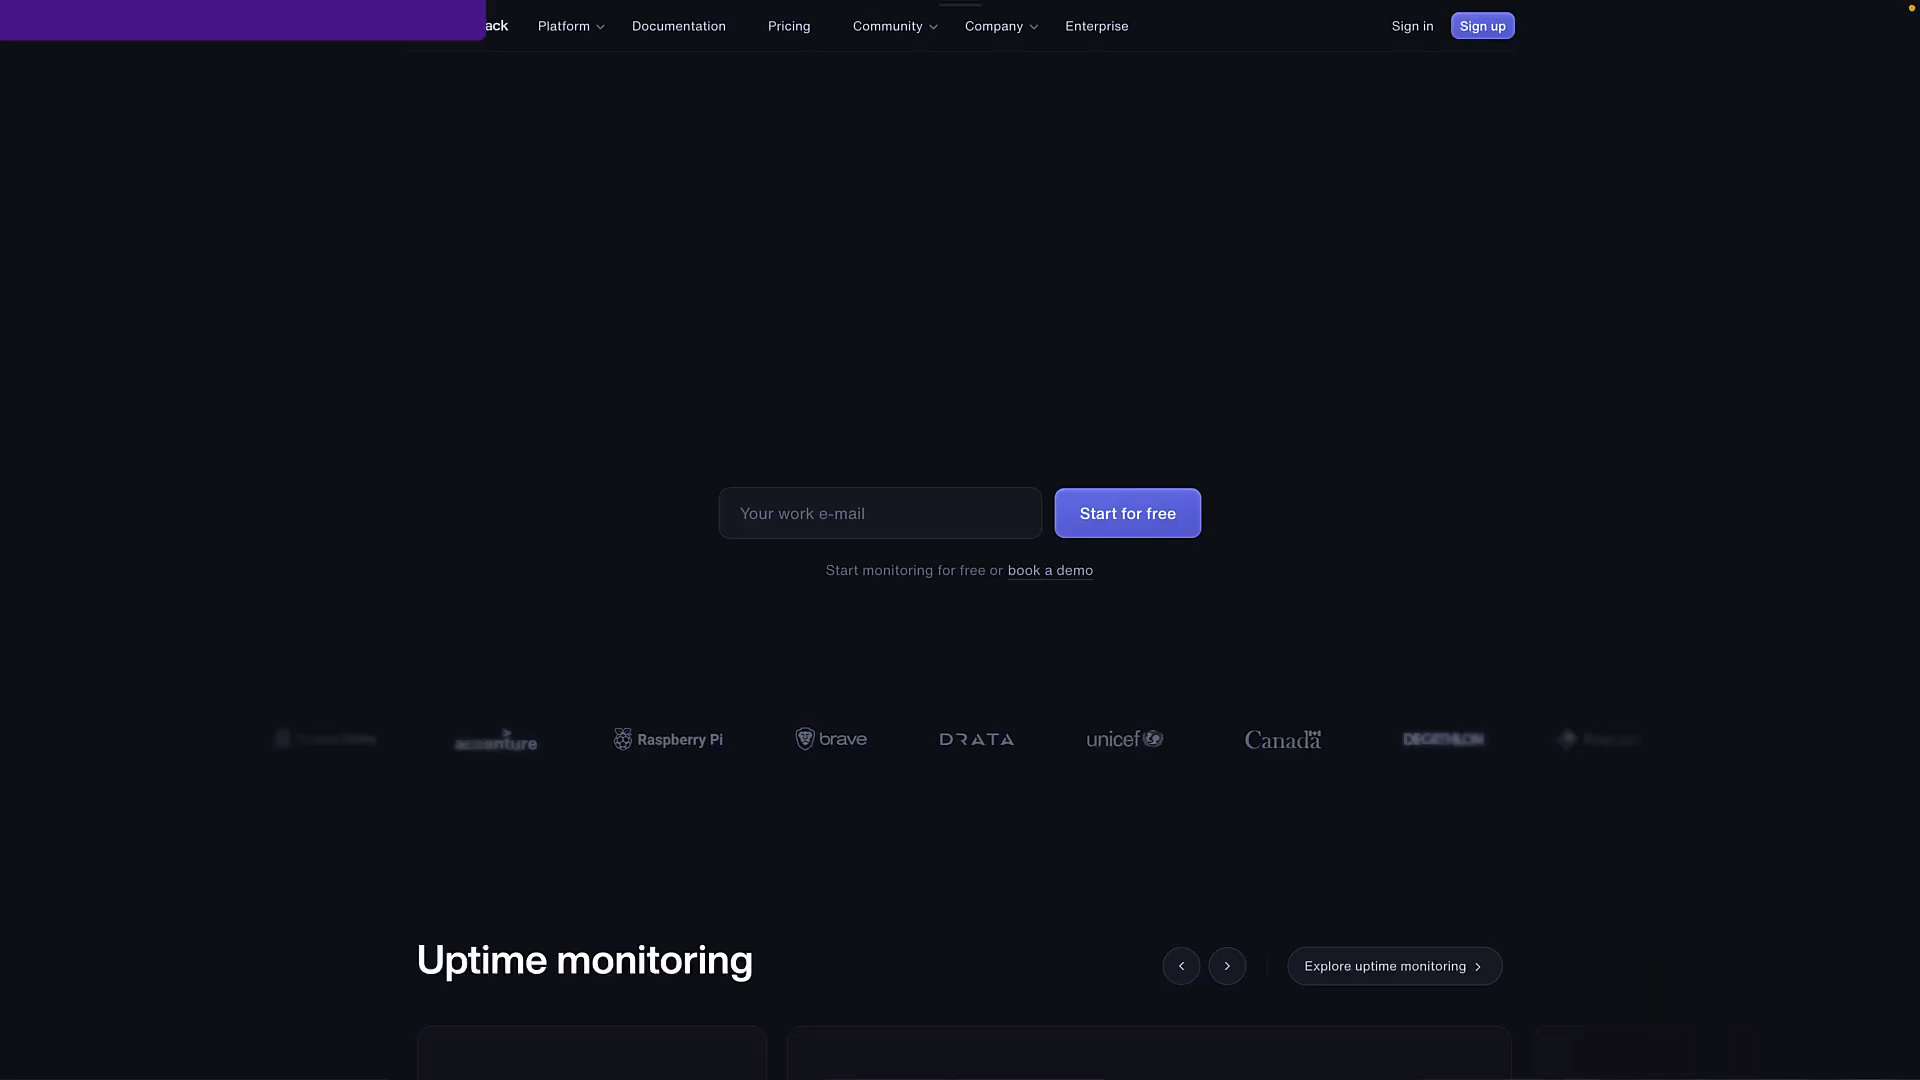 ack
Platform
Documentation
Pricing
Community
Company
Enterprise
Sign in
Sign up
Your work e-mail
Start for free
Start monitoring for free or book a demo
accenture
Raspberry Pi
brave
DRATA
unicef
Canada
DECATHLON
Uptime monitoring
Explore uptime monitoring